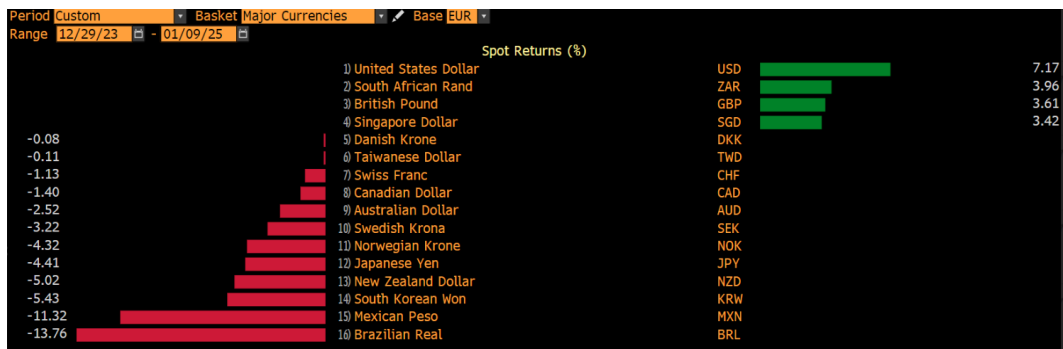 Period Custom Basket Major Currencies Base EUR
Range 12/29/23 - 01/09/25
Spot Returns (%)
1) United States Dollar USD 7.17
2) South African Rand ZAR 3.96
3) British Pound GBP 3.61
4) Singapore Dollar SGD 3.42
-0.08 5) Danish Krone DKK
-0.11 6) Taiwanese Dollar TWD
-1.13 7) Swiss Franc CHF
-1.40 8) Canadian Dollar CAD
-2.52 9) Australian Dollar AUD
-3.22 10) Swedish Krona SEK
-4.32 11) Norwegian Krone NOK
-4.41 12) Japanese Yen JPY
-5.02 13) New Zealand Dollar NZD
-5.43 14) South Korean Won KRW
-11.32 15) Mexican Peso MXN
-13.76 16) Brazilian Real BRL